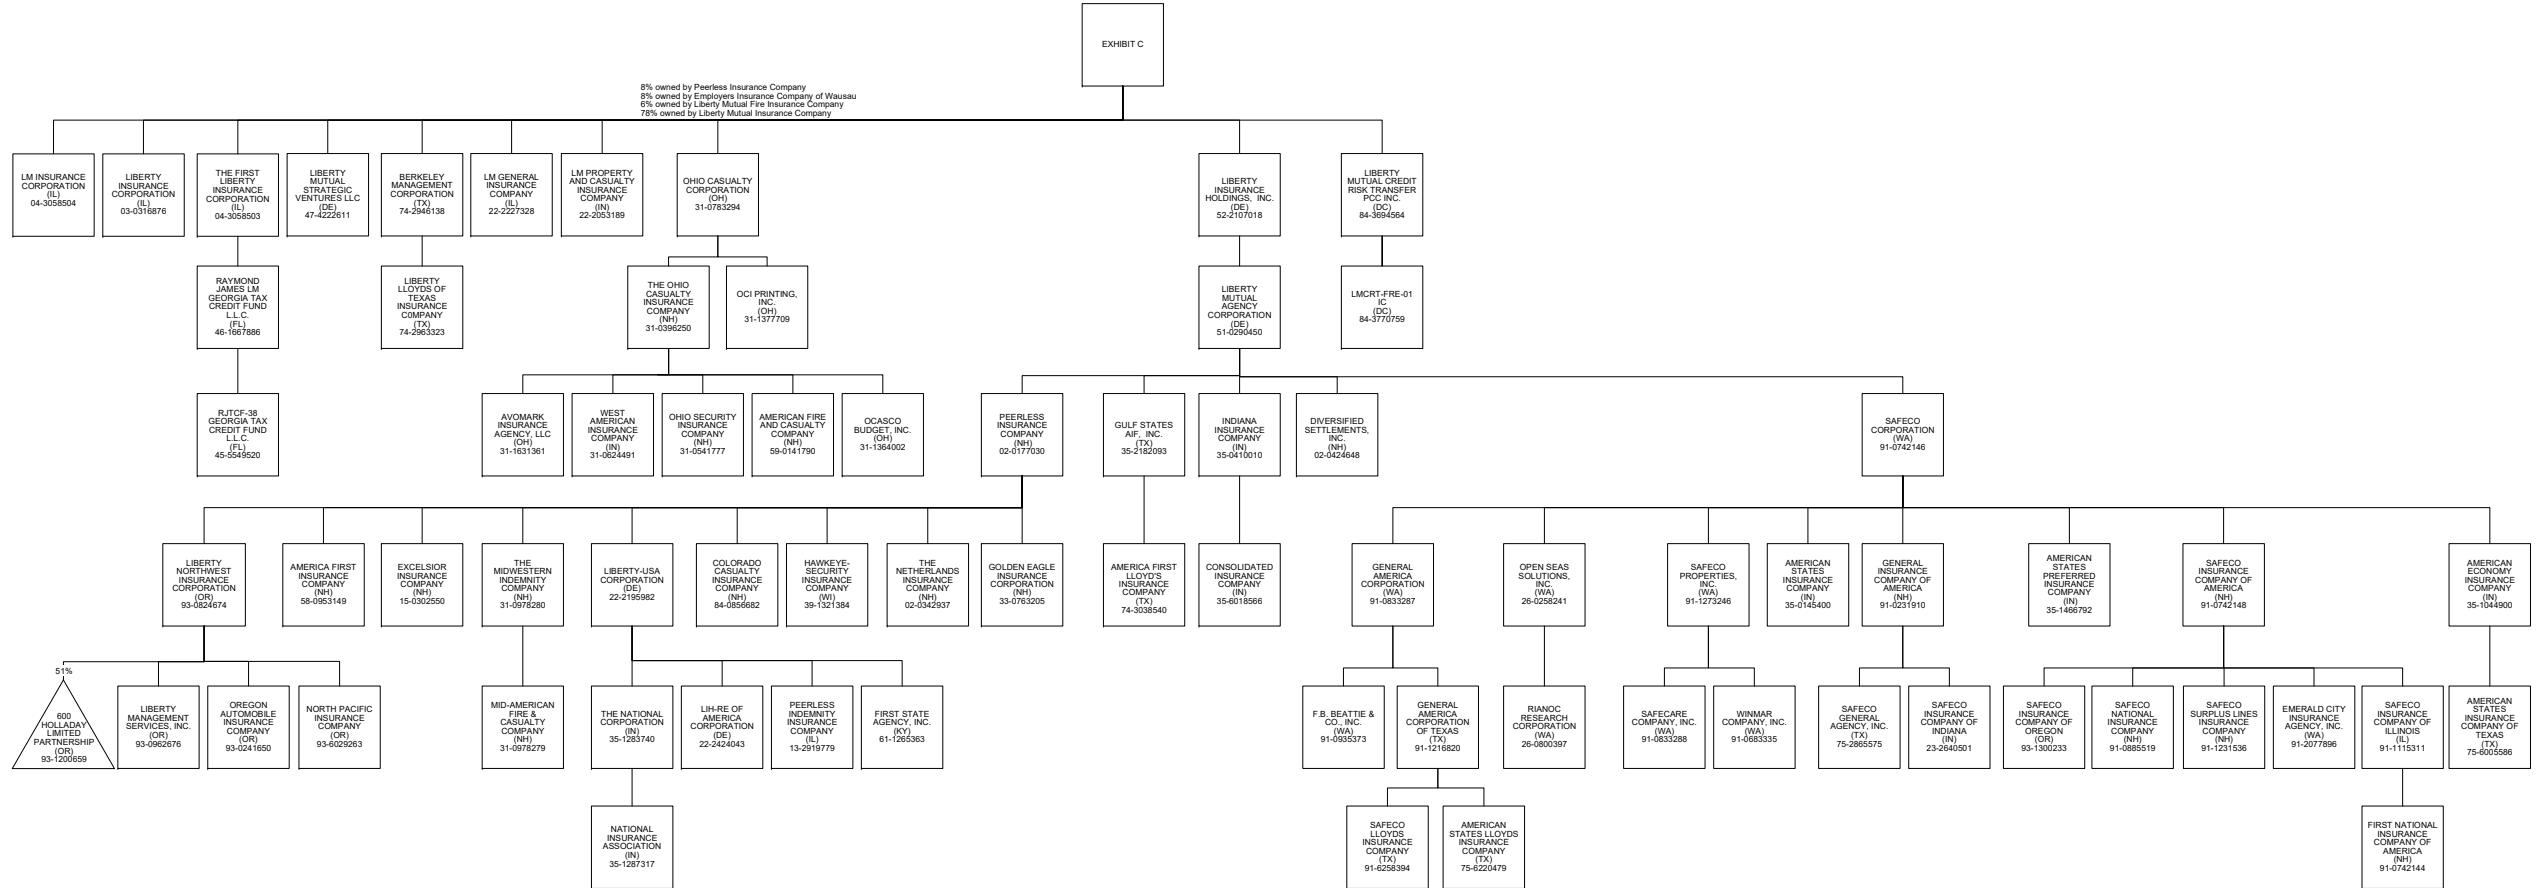 EXHIBIT C
8% owned by Peerless Insurance Company
8% owned by Employers Insurance Company of Wausau
6% owned by Liberty Mutual Fire Insurance Company
78% owned by Liberty Mutual Insurance Company
LM INSURANCE
CORPORATION
(IL)
04-3058504
LIBERTY
INSURANCE
CORPORATION
(IL)
03-0316876
THE FIRST
LIBERTY
INSURANCE
CORPORATION
(IL)
04-3058503
LIBERTY
MUTUAL
STRATEGIC
VENTURES LLC
(DE)
47-4222611
BERKELEY
MANAGEMENT
CORPORATION
(TX)
74-2946138
LM GENERAL
INSURANCE
COMPANY
(IL)
22-2227328
LM PROPERTY
AND CASUALTY
INSURANCE
COMPANY
(IN)
22-2053189
OHIO CASUALTY
CORPORATION
(OH)
31-0783294
LIBERTY
INSURANCE
HOLDINGS, INC.
(DE)
52-2107018
LIBERTY
MUTUAL CREDIT
RISK TRANSFER
PCC INC.
(DC)
84-3694564
RAYMOND
JAMES LM
GEORGIA TAX
CREDIT FUND
L.L.C.
(FL)
46-1667886
LIBERTY
LLOYDS OF
TEXAS
INSURANCE
C0MPANY
(TX)
74-2963323
THE OHIO
CASUALTY
INSURANCE
COMPANY
(NH)
31-0396250
OCI PRINTING,
INC.
(OH)
31-1377709
LIBERTY
MUTUAL
AGENCY
CORPORATION
(DE)
51-0290450
LMCRT-FRE-01
IC
(DC)
84-3770759
RJTCF-38
GEORGIA TAX
CREDIT FUND
L.L.C.
(FL)
45-5549520
AVOMARK
INSURANCE
AGENCY, LLC
(OH)
31-1631361
WEST
AMERICAN
INSURANCE
COMPANY
(IN)
31-0624491
OHIO SECURITY
INSURANCE
COMPANY
(NH)
31-0541777
AMERICAN FIRE
AND CASUALTY
COMPANY
(NH)
59-0141790
OCASCO
BUDGET, INC.
(OH)
31-1364002
PEERLESS
INSURANCE
COMPANY
(NH)
02-0177030
GULF STATES
AIF, INC.
(TX)
35-2182093
INDIANA
INSURANCE
COMPANY
(IN)
35-0410010
DIVERSIFIED
SETTLEMENTS,
INC.
(NH)
02-0424648
SAFECO
CORPORATION
(WA)
91-0742146
LIBERTY
NORTHWEST
INSURANCE
CORPORATION
(OR)
93-0824674
AMERICA FIRST
INSURANCE
COMPANY
(NH)
58-0953149
EXCELSIOR
INSURANCE
COMPANY
(NH)
15-0302550
THE
MIDWESTERN
INDEMNITY
COMPANY
(NH)
31-0978280
LIBERTY-USA
CORPORATION
(DE)
22-2195982
COLORADO
CASUALTY
INSURANCE
COMPANY
(NH)
84-0856682
HAWKEYE-
SECURITY
INSURANCE
COMPANY
(WI)
39-1321384
THE
NETHERLANDS
INSURANCE
COMPANY
(NH)
02-0342937
GOLDEN EAGLE
INSURANCE
CORPORATION
(NH)
33-0763205
AMERICA FIRST
LLOYD'S
INSURANCE
COMPANY
(TX)
74-3038540
CONSOLIDATED
INSURANCE
COMPANY
(IN)
35-6018566
GENERAL
AMERICA
CORPORATION
(WA)
91-0833287
OPEN SEAS
SOLUTIONS,
INC.
(WA)
26-0258241
SAFECO
PROPERTIES,
INC.
(WA)
91-1273246
AMERICAN
STATES
INSURANCE
COMPANY
(IN)
35-0145400
GENERAL
INSURANCE
COMPANY OF
AMERICA
(NH)
91-0231910
AMERICAN
STATES
PREFERRED
INSURANCE
COMPANY
(IN)
35-1466792
SAFECO
INSURANCE
COMPANY OF
AMERICA
(NH)
91-0742148
AMERICAN
ECONOMY
INSURANCE
COMPANY
(IN)
35-1044900
51%
600
HOLLADAY
LIMITED
PARTNERSHIP
(OR)
93-1200659
LIBERTY
MANAGEMENT
SERVICES, INC.
(OR)
93-0962676
OREGON
AUTOMOBILE
INSURANCE
COMPANY
(OR)
93-0241650
NORTH PACIFIC
INSURANCE
COMPANY
(OR)
93-6029263
MID-AMERICAN
FIRE &
CASUALTY
COMPANY
(NH)
31-0978279
THE NATIONAL
CORPORATION
(IN)
35-1283740
LIH-RE OF
AMERICA
CORPORATION
(DE)
22-2424043
PEERLESS
INDEMNITY
INSURANCE
COMPANY
(IL)
13-2919779
FIRST STATE
AGENCY, INC.
(KY)
61-1265363
F.B. BEATTIE &
CO., INC.
(WA)
91-0935373
GENERAL
AMERICA
CORPORATION
OF TEXAS
(TX)
91-1216820
RIANOC
RESEARCH
CORPORATION
(WA)
26-0800397
SAFECARE
COMPANY, INC.
(WA)
91-0833288
WINMAR
COMPANY, INC.
(WA)
91-0683335
SAFECO
GENERAL
AGENCY, INC.
(TX)
75-2865575
SAFECO
INSURANCE
COMPANY OF
INDIANA
(IN)
23-2640501
SAFECO
INSURANCE
COMPANY OF
OREGON
(OR)
93-1300233
SAFECO
NATIONAL
INSURANCE
COMPANY
(NH)
91-0885519
SAFECO
SURPLUS LINES
INSURANCE
COMPANY
(NH)
91-1231536
EMERALD CITY
INSURANCE
AGENCY, INC.
(WA)
91-2077896
SAFECO
INSURANCE
COMPANY OF
ILLINOIS
(IL)
91-1115311
AMERICAN
STATES
INSURANCE
COMPANY OF
TEXAS
(TX)
75-6005586
NATIONAL
INSURANCE
ASSOCIATION
(IN)
35-1287317
SAFECO
LLOYDS
INSURANCE
COMPANY
(TX)
91-6258394
AMERICAN
STATES LLOYDS
INSURANCE
COMPANY
(TX)
75-6220479
FIRST NATIONAL
INSURANCE
COMPANY OF
AMERICA
(NH)
91-0742144